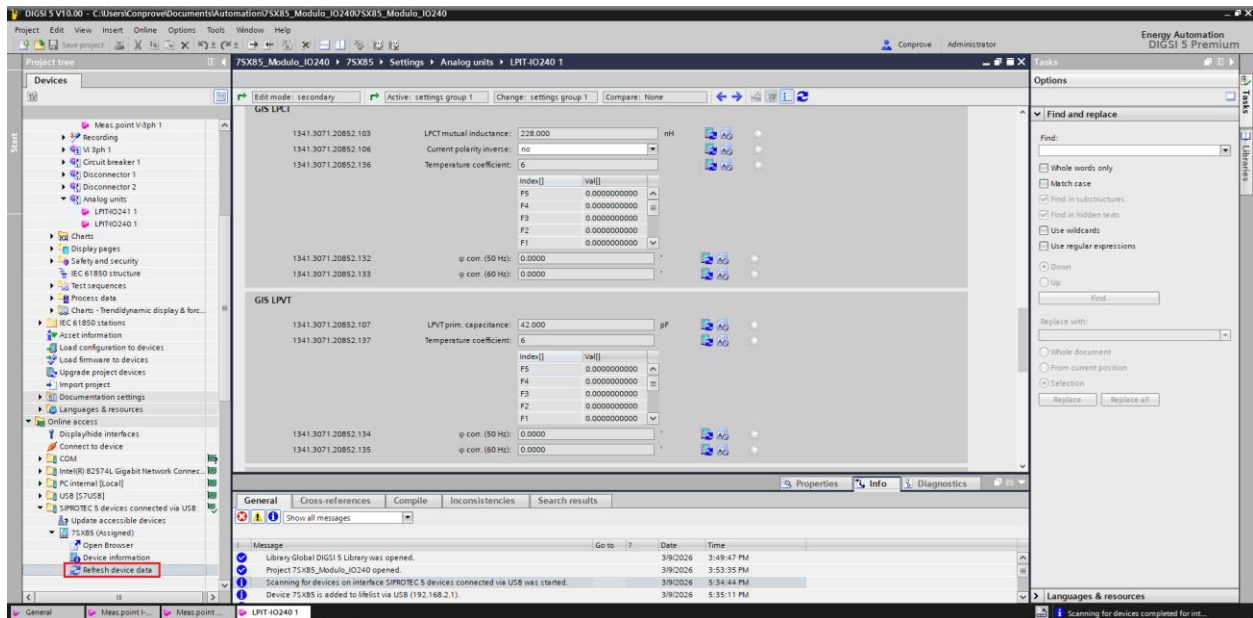 DIGSI 5 V10.00 - C:\Users\Conprove\Documents\Automation\7SX85_Modulo_IO240\7SX85_Modulo_IO240
Project Edit View Insert Online Options Tools Window Help
Save project
Conprove Administrator
Energy Automation
DIGSI 5 Premium
Project tree
7SX85_Modulo_IO240 ▸ 7SX85 ▸ Settings ▸ Analog units ▸ LPIT-IO240 1
Tasks
Devices
Options
Edit mode: secondary
Active: settings group 1
Change: settings group 1
Compare: None
Start
Meas.point V-3ph 1
Recording
VI 3ph 1
Circuit breaker 1
Disconnector 1
Disconnector 2
Analog units
LPIT-IO241 1
LPIT-IO240 1
Charts
Display pages
Safety and security
IEC 61850 structure
Test sequences
Process data
Charts - Trend/dynamic display & forc...
IEC 61850 stations
Asset information
Load configuration to devices
Load firmware to devices
Upgrade project devices
Import project
Documentation settings
Languages & resources
Online access
Display/hide interfaces
Connect to device
COM
Intel(R) 82574L Gigabit Network Connec...
PC internal [Local]
USB [S7USB]
SIPROTEC 5 devices connected via USB
Update accessible devices
7SX85 (Assigned)
Open Browser
Device information
Refresh device data
GIS LPCT
1341.3071.20852.103 LPCT mutual inductance: 228.000 nH
1341.3071.20852.106 Current polarity inverse: no
1341.3071.20852.136 Temperature coefficient: 6
Index[] Val[]
F5 0.0000000000
F4 0.0000000000
F3 0.0000000000
F2 0.0000000000
F1 0.0000000000
1341.3071.20852.132 φ corr. (50 Hz): 0.0000 °
1341.3071.20852.133 φ corr. (60 Hz): 0.0000 °
GIS LPVT
1341.3071.20852.107 LPVT prim. capacitance: 42.000 pF
1341.3071.20852.137 Temperature coefficient: 6
Index[] Val[]
F5 0.0000000000
F4 0.0000000000
F3 0.0000000000
F2 0.0000000000
F1 0.0000000000
1341.3071.20852.134 φ corr. (50 Hz): 0.0000 °
1341.3071.20852.135 φ corr. (60 Hz): 0.0000 °
Properties Info Diagnostics
General Cross-references Compile Inconsistencies Search results
Show all messages
! Message Go to ? Date Time
Library Global DIGSI 5 Library was opened. 3/9/2026 3:49:47 PM
Project 7SX85_Modulo_IO240 opened. 3/9/2026 3:53:35 PM
Scanning for devices on interface SIPROTEC 5 devices connected via USB was started. 3/9/2026 5:34:44 PM
Device 7SX85 is added to lifelist via USB (192.168.2.1). 3/9/2026 5:35:11 PM
Find and replace
Find:
Whole words only
Match case
Find in substructures
Find in hidden texts
Use wildcards
Use regular expressions
Down
Up
Find
Replace with:
Whole document
From current position
Selection
Replace Replace all
Languages & resources
Tasks
Libraries
General Meas.point I-... Meas.point ... LPIT-IO240 1
Scanning for devices completed for int...